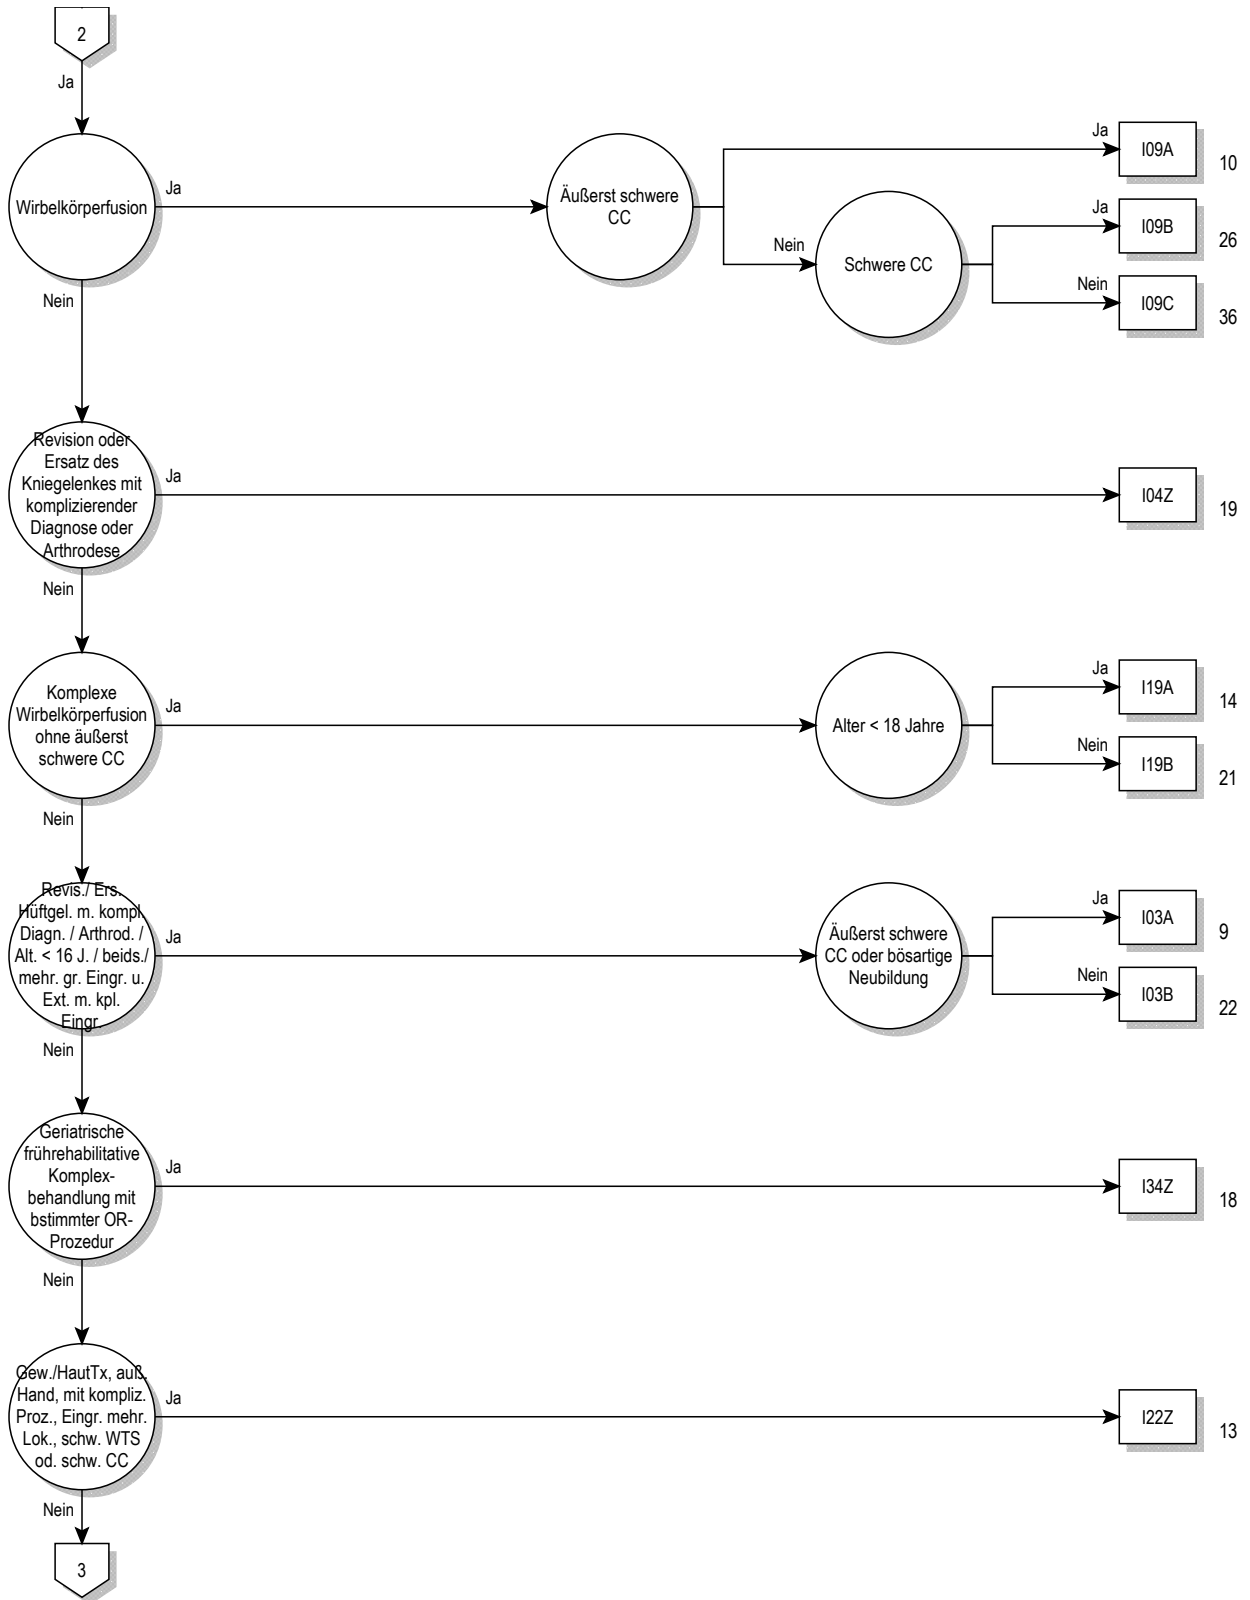 2
Ja
Wirbelkörperfusion
Ja
Äußerst schwere
CC
Ja
I09A
10
Nein
Schwere CC
Ja
I09B
26
Nein
I09C
36
Nein
Revision oder
Ersatz des
Kniegelenkes mit
komplizierender
Diagnose oder
Arthrodese
Ja
I04Z
19
Nein
Komplexe
Wirbelkörperfusion
ohne äußerst
schwere CC
Ja
Alter < 18 Jahre
Ja
I19A
14
Nein
I19B
21
Nein
Revis./ Ers.
Hüftgel. m. kompl.
Diagn. / Arthrod. /
Alt. < 16 J. / beids./
mehr. gr. Eingr. u.
Ext. m. kpl.
Eingr.
Ja
Äußerst schwere
CC oder bösartige
Neubildung
Ja
I03A
9
Nein
I03B
22
Nein
Geriatrische
frührehabilitative
Komplex-
behandlung mit
bstimmter OR-
Prozedur
Ja
I34Z
18
Nein
Gew./HautTx, auß.
Hand, mit kompliz.
Proz., Eingr. mehr.
Lok., schw. WTS
od. schw. CC
Ja
I22Z
13
Nein
3